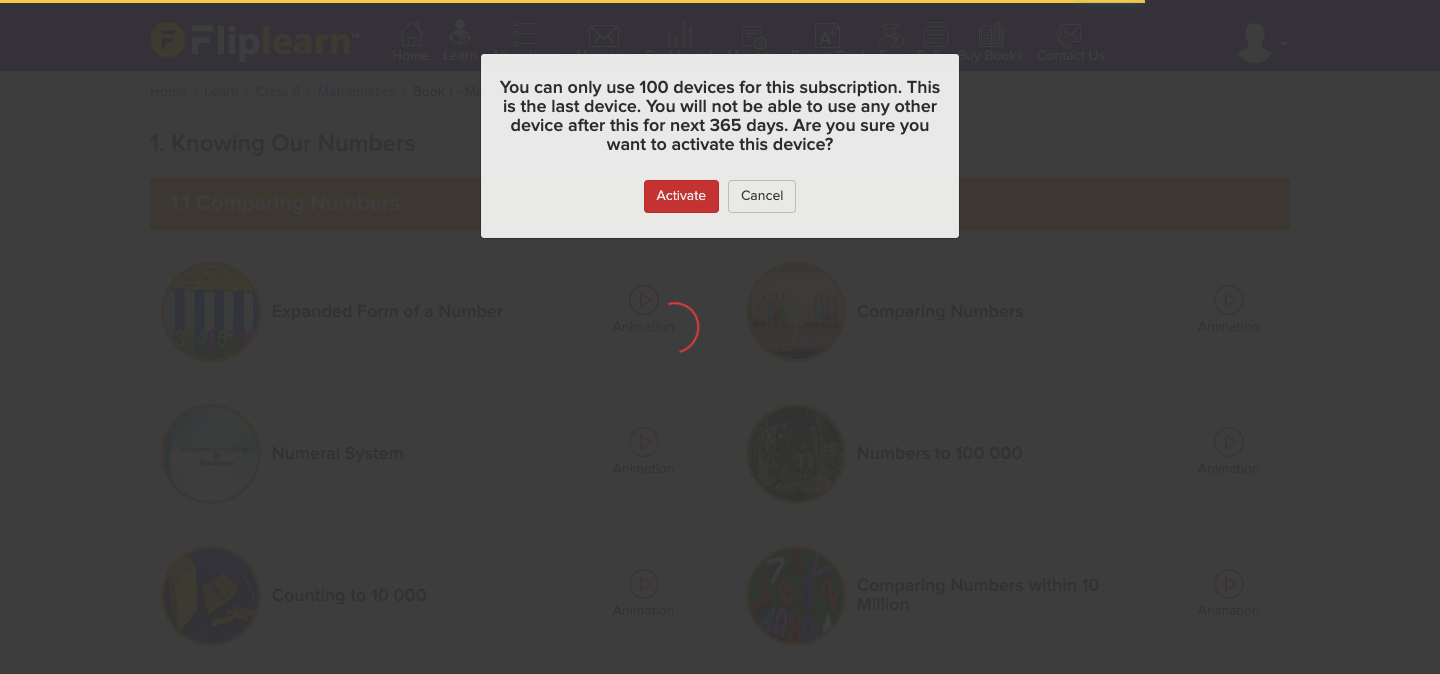 Fliplearn™
Home Learn Buy Books Contact Us
Home > Learn > Class 6 > Mathematics > Book 1 - Ma
You can only use 100 devices for this subscription. This
is the last device. You will not be able to use any other
device after this for next 365 days. Are you sure you
want to activate this device?
Activate Cancel
1. Knowing Our Numbers
1.1 Comparing Numbers
Expanded Form of a Number
Animation
Comparing Numbers
Animation
Numeral System
Animation
Numbers to 100 000
Animation
Counting to 10 000
Animation
Comparing Numbers within 10
Million
Animation